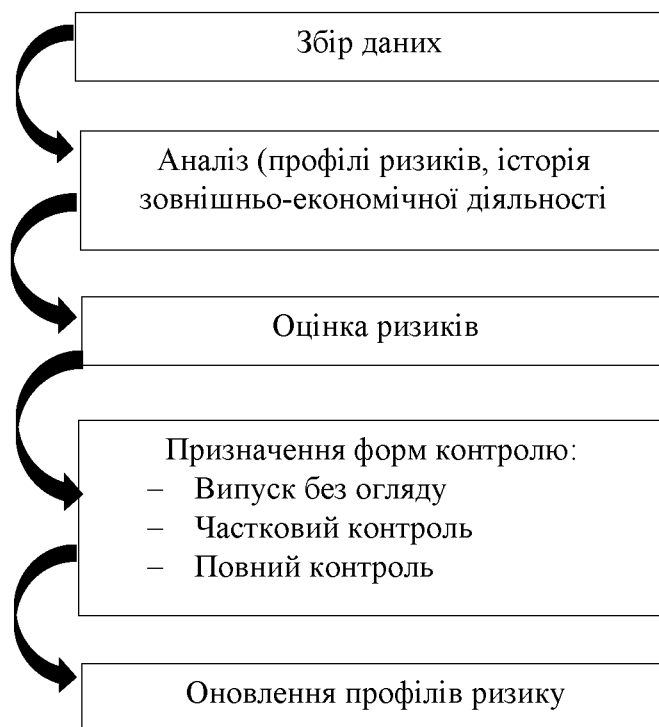 Збір даних
Аналіз (профілі ризиків, історія
зовнішньо-економічної діяльності
Оцінка ризиків
Призначення форм контролю:
– Випуск без огляду
– Частковий контроль
– Повний контроль
Оновлення профілів ризику